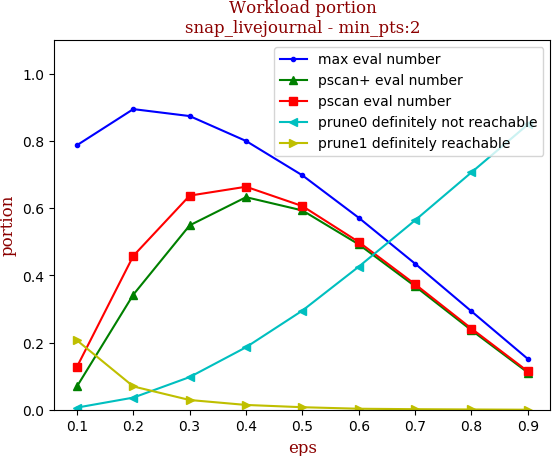 Workload portion
snap_livejournal - min_pts:2
max eval number
pscan+ eval number
pscan eval number
prune0 definitely not reachable
prune1 definitely reachable
portion
1.0
0.8
0.6
0.4
0.2
0.0
0.1 0.2 0.3 0.4 0.5 0.6 0.7 0.8 0.9
eps